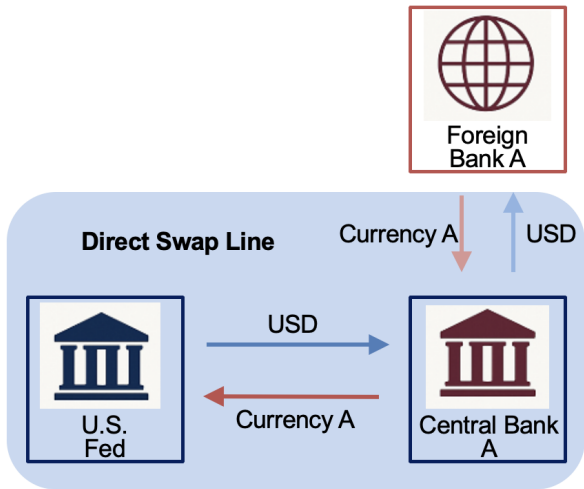 Foreign
Bank A
Currency A
USD
Direct Swap Line
USD
Currency A
U.S.
Fed
Central Bank
A